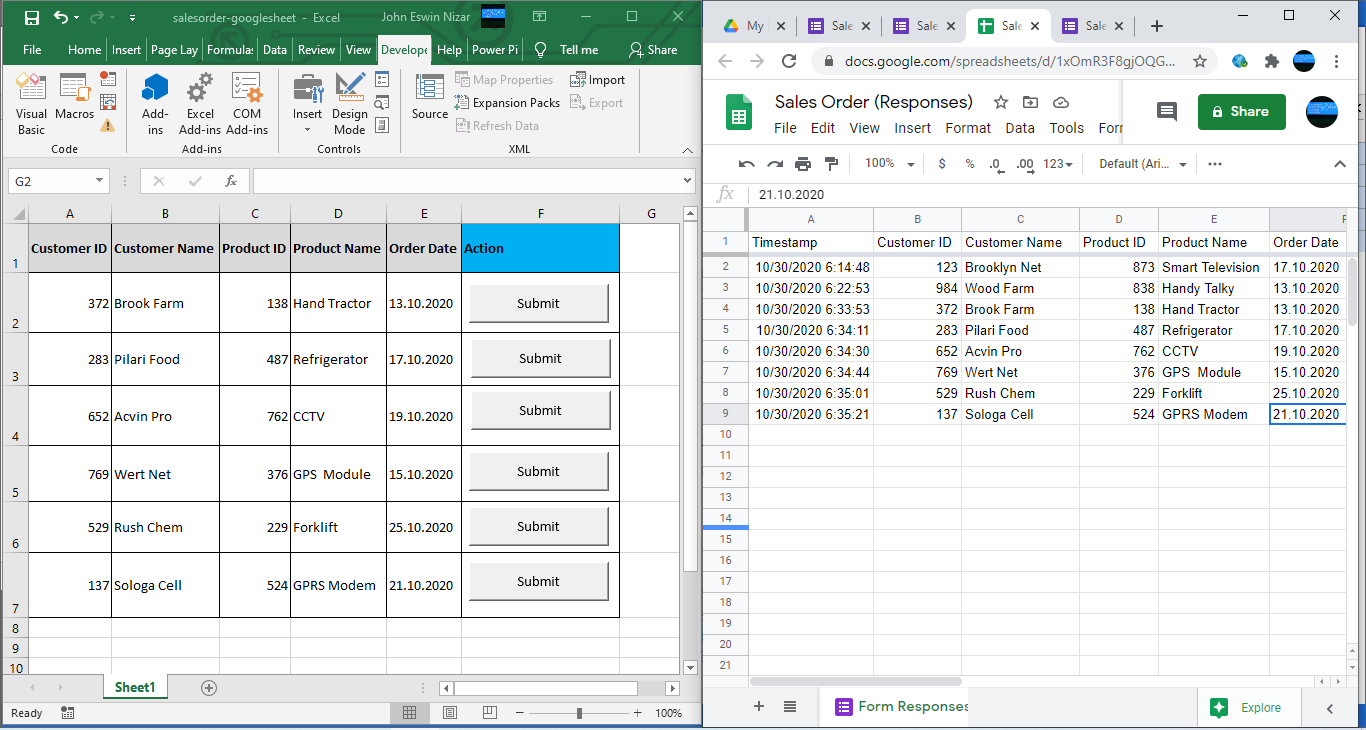 salesorder-googlesheet - Excel John Eswin Nizar
File Home Insert Page Lay Formulas Data Review View Develope Help Power Pi Tell me Share
Visual Basic
Macros
Code
Add-ins
Excel Add-ins
COM Add-ins
Add-ins
Insert
Design Mode
Controls
Source
Map Properties
Expansion Packs
Refresh Data
Import
Export
XML
G2 fx
A B C D E F G
1 Customer ID Customer Name Product ID Product Name Order Date Action
2 372 Brook Farm 138 Hand Tractor 13.10.2020 Submit
3 283 Pilari Food 487 Refrigerator 17.10.2020 Submit
4 652 Acvin Pro 762 CCTV 19.10.2020 Submit
5 769 Wert Net 376 GPS Module 15.10.2020 Submit
6 529 Rush Chem 229 Forklift 25.10.2020 Submit
7 137 Sologa Cell 524 GPRS Modem 21.10.2020 Submit
8
9
10
Sheet1
Ready 100%
My Sale Sale Sale Sale
docs.google.com/spreadsheets/d/1xOmR3F8gjOQG...
Sales Order (Responses)
File Edit View Insert Format Data Tools Forr
Share
100% $ % .0 .00 123 Default (Ari... ...
fx 21.10.2020
A B C D E F
1 Timestamp Customer ID Customer Name Product ID Product Name Order Date
2 10/30/2020 6:14:48 123 Brooklyn Net 873 Smart Television 17.10.2020
3 10/30/2020 6:22:53 984 Wood Farm 838 Handy Talky 13.10.2020
4 10/30/2020 6:33:53 372 Brook Farm 138 Hand Tractor 13.10.2020
5 10/30/2020 6:34:11 283 Pilari Food 487 Refrigerator 17.10.2020
6 10/30/2020 6:34:30 652 Acvin Pro 762 CCTV 19.10.2020
7 10/30/2020 6:34:44 769 Wert Net 376 GPS Module 15.10.2020
8 10/30/2020 6:35:01 529 Rush Chem 229 Forklift 25.10.2020
9 10/30/2020 6:35:21 137 Sologa Cell 524 GPRS Modem 21.10.2020
10
11
12
13
14
15
16
17
18
19
20
21
Form Responses
Explore